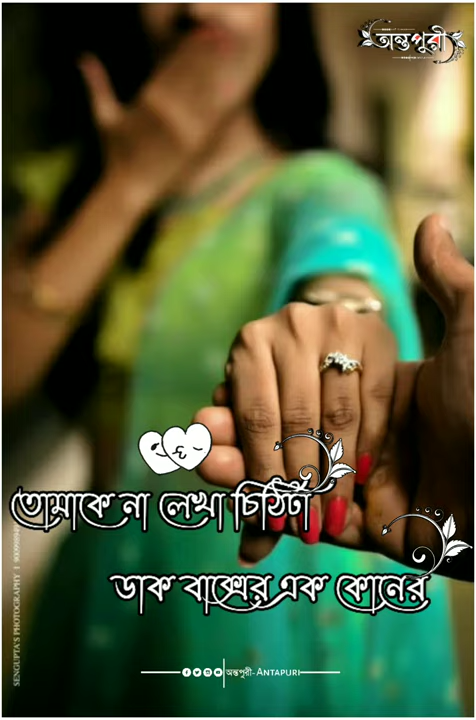 অন্তপুরী
তোমাকে না লেখা চিঠিটা
ডাক বাক্সের এক কোনের
অন্তপুরী- ANTAPURI
SENGUPTA'S PHOTOGRAPHY |